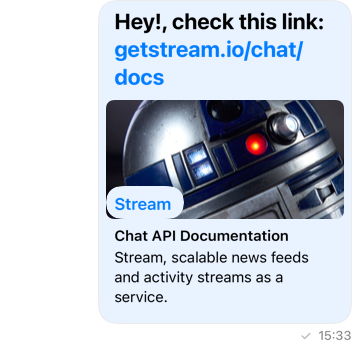 Hey!, check this link:
getstream.io/chat/
docs
Stream
Chat API Documentation
Stream, scalable news feeds
and activity streams as a
service.
15:33